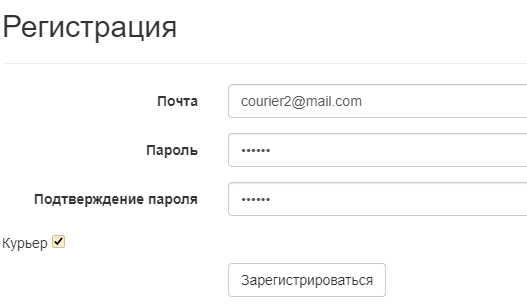 Регистрация
Почта courier2@mail.com
Пароль ••••••
Подтверждение пароля ••••••
Курьер
Зарегистрироваться